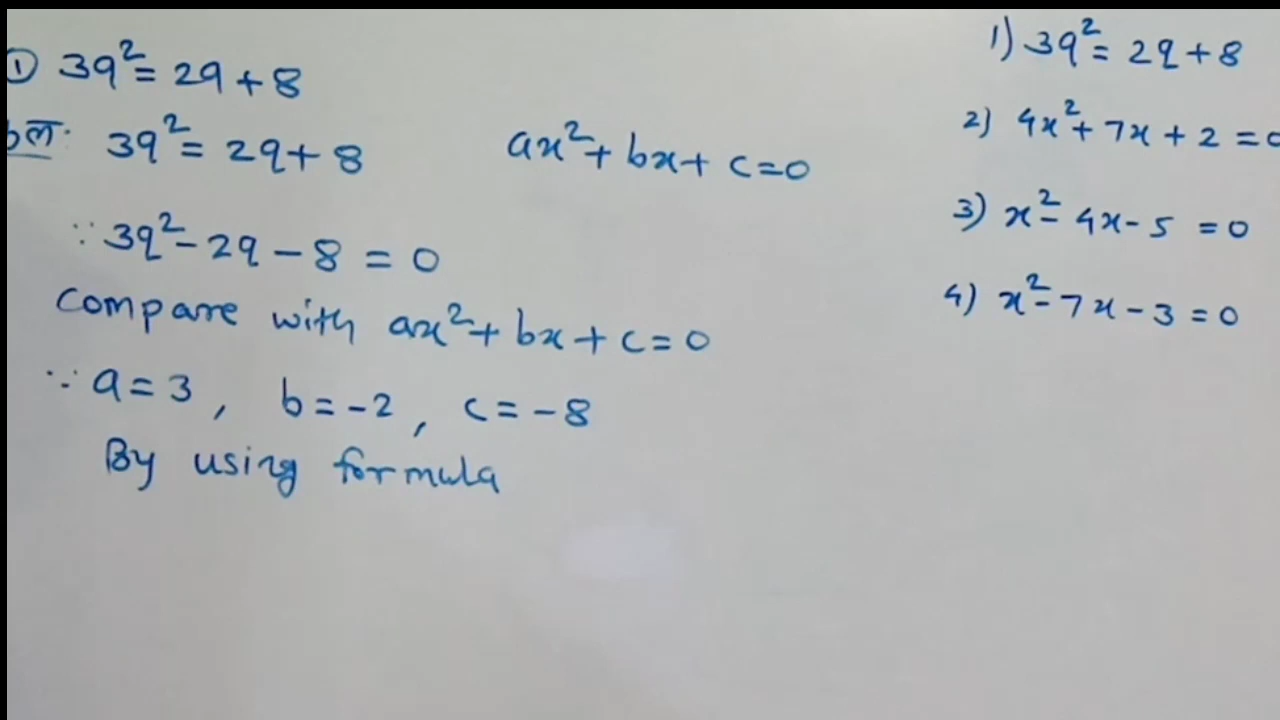 ① 3q² = 2q + 8
3q² = 2q + 8
ax² + bx + c = 0
∵ 3q² - 2q - 8 = 0
Compare with ax² + bx + c = 0
∵ a = 3, b = -2, c = -8
By using formula
1) 3q² = 2q + 8
2) 4x² + 7x + 2 = 0
3) x² - 4x - 5 = 0
4) x² - 7x - 3 = 0